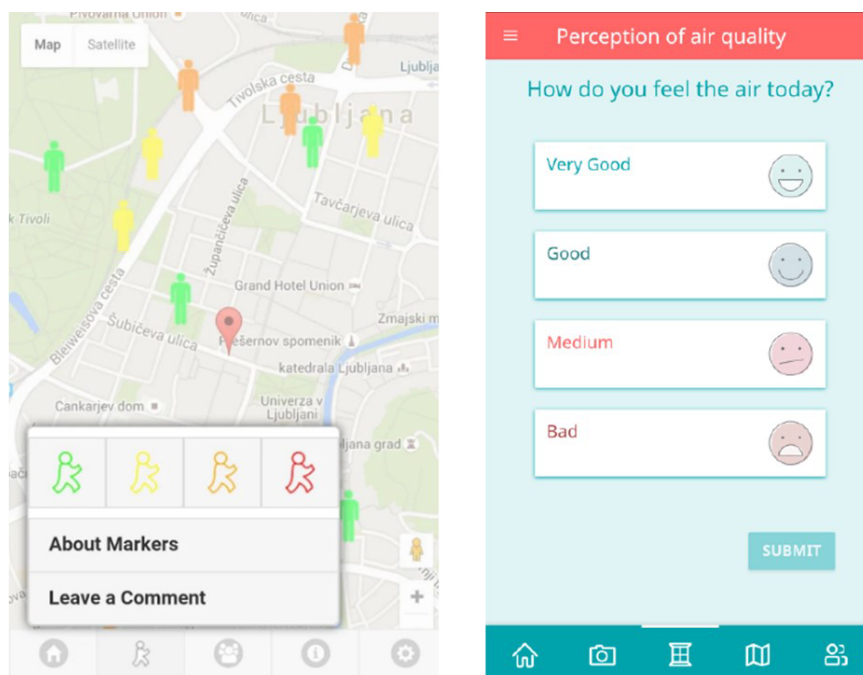 Pivovarna Union
Map
Satellite
Tivolska cesta
Ljublja
Ljubljana
k Tivoli
Tavčarjeva ulica
Župančičeva ulica
Grand Hotel Union
Bleiweisova cesta
Šubičeva ulica
Prešernov spomenik
Zmajski m
katedrala Ljubljana
Cankarjev dom
Univerza v
Ljubljani
ljana grad
About Markers
Leave a Comment
Perception of air quality
How do you feel the air today?
Very Good
Good
Medium
Bad
SUBMIT